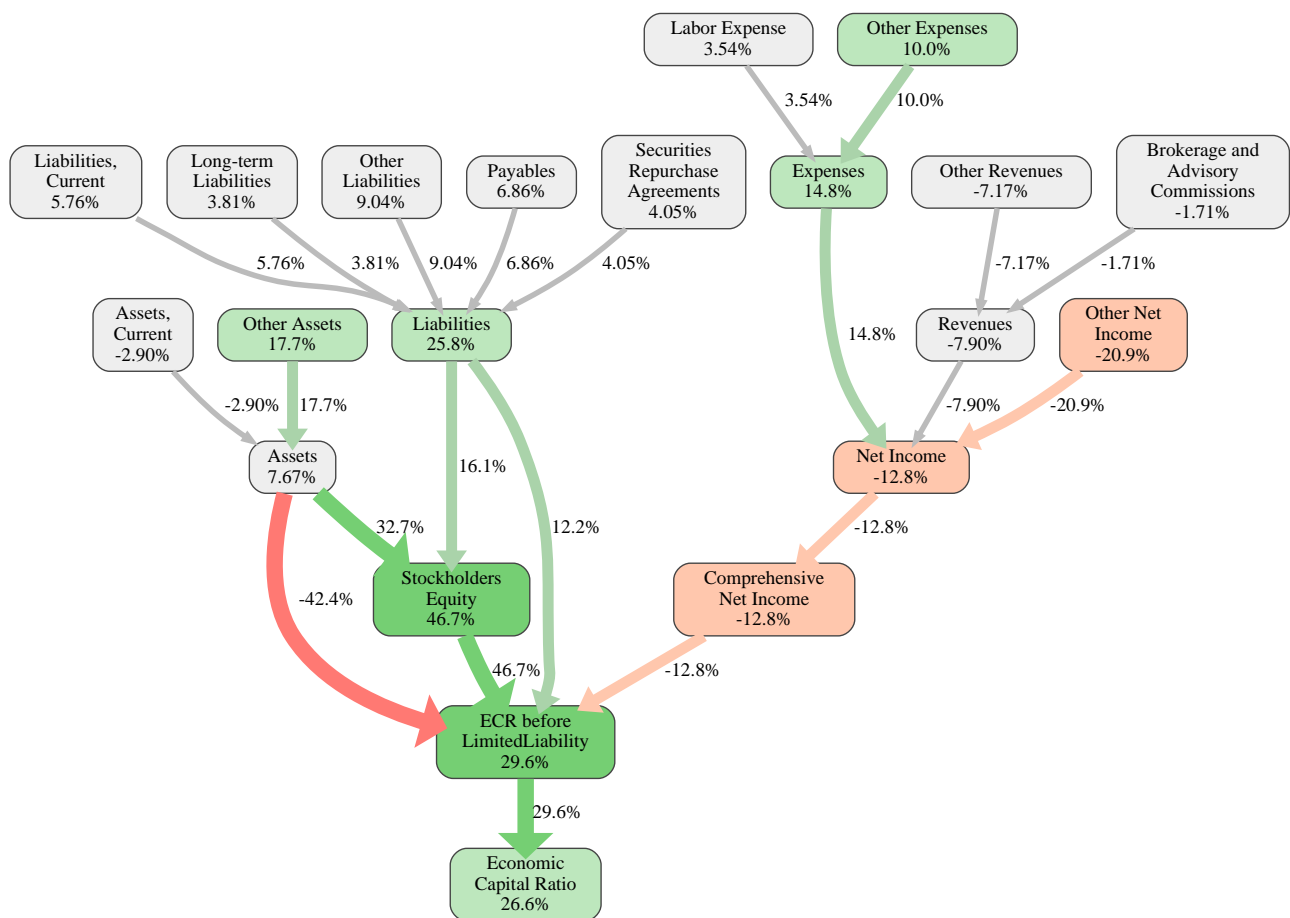 Labor Expense
3.54%
Other Expenses
10.0%
3.54%
10.0%
Liabilities,
Current
5.76%
Long-term
Liabilities
3.81%
Other
Liabilities
9.04%
Payables
6.86%
Securities
Repurchase
Agreements
4.05%
Expenses
14.8%
Other Revenues
-7.17%
Brokerage and
Advisory
Commissions
-1.71%
5.76%
3.81%
9.04%
6.86%
4.05%
-7.17%
-1.71%
Assets,
Current
-2.90%
Other Assets
17.7%
Liabilities
25.8%
14.8%
Revenues
-7.90%
Other Net
Income
-20.9%
-2.90%
17.7%
-7.90%
-20.9%
Assets
7.67%
16.1%
Net Income
-12.8%
32.7%
12.2%
-12.8%
-42.4%
Stockholders
Equity
46.7%
Comprehensive
Net Income
-12.8%
46.7%
-12.8%
ECR before
LimitedLiability
29.6%
29.6%
Economic
Capital Ratio
26.6%